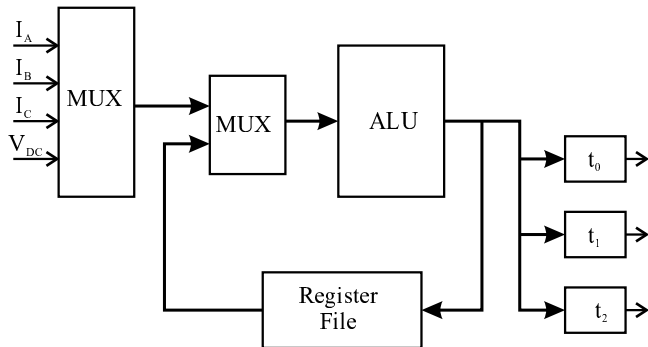 I_A
I_B
I_C
V_DC
MUX
MUX
ALU
t_0
t_1
t_2
Register
File